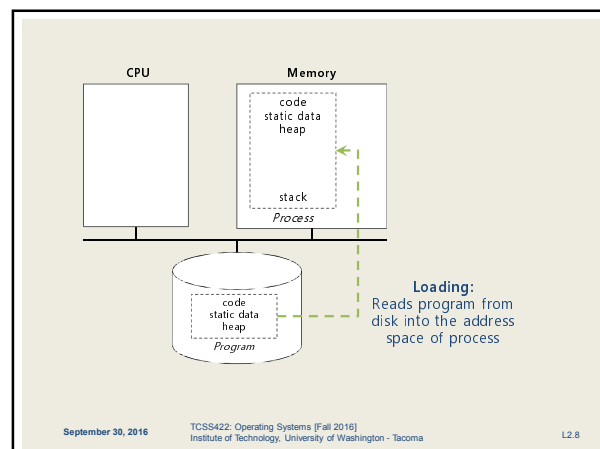 CPU
Memory
code
static data
heap
stack
Process
code
static data
heap
Program
Loading:
Reads program from
disk into the address
space of process
September 30, 2016
TCSS422: Operating Systems [Fall 2016]
Institute of Technology, University of Washington - Tacoma
L2.8